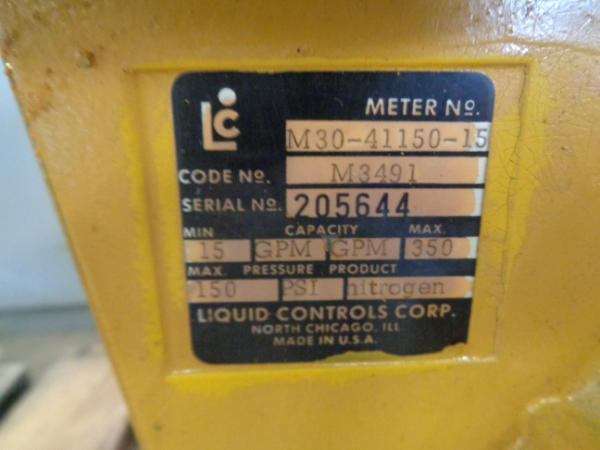 LC
METER No.
M30-41150-15
CODE No. M3491
SERIAL No. 205644
MIN CAPACITY MAX.
15 GPM GPM 350
MAX. PRESSURE PRODUCT
150 PSI nitrogen
LIQUID CONTROLS CORP.
NORTH CHICAGO, ILL.
MADE IN U.S.A.